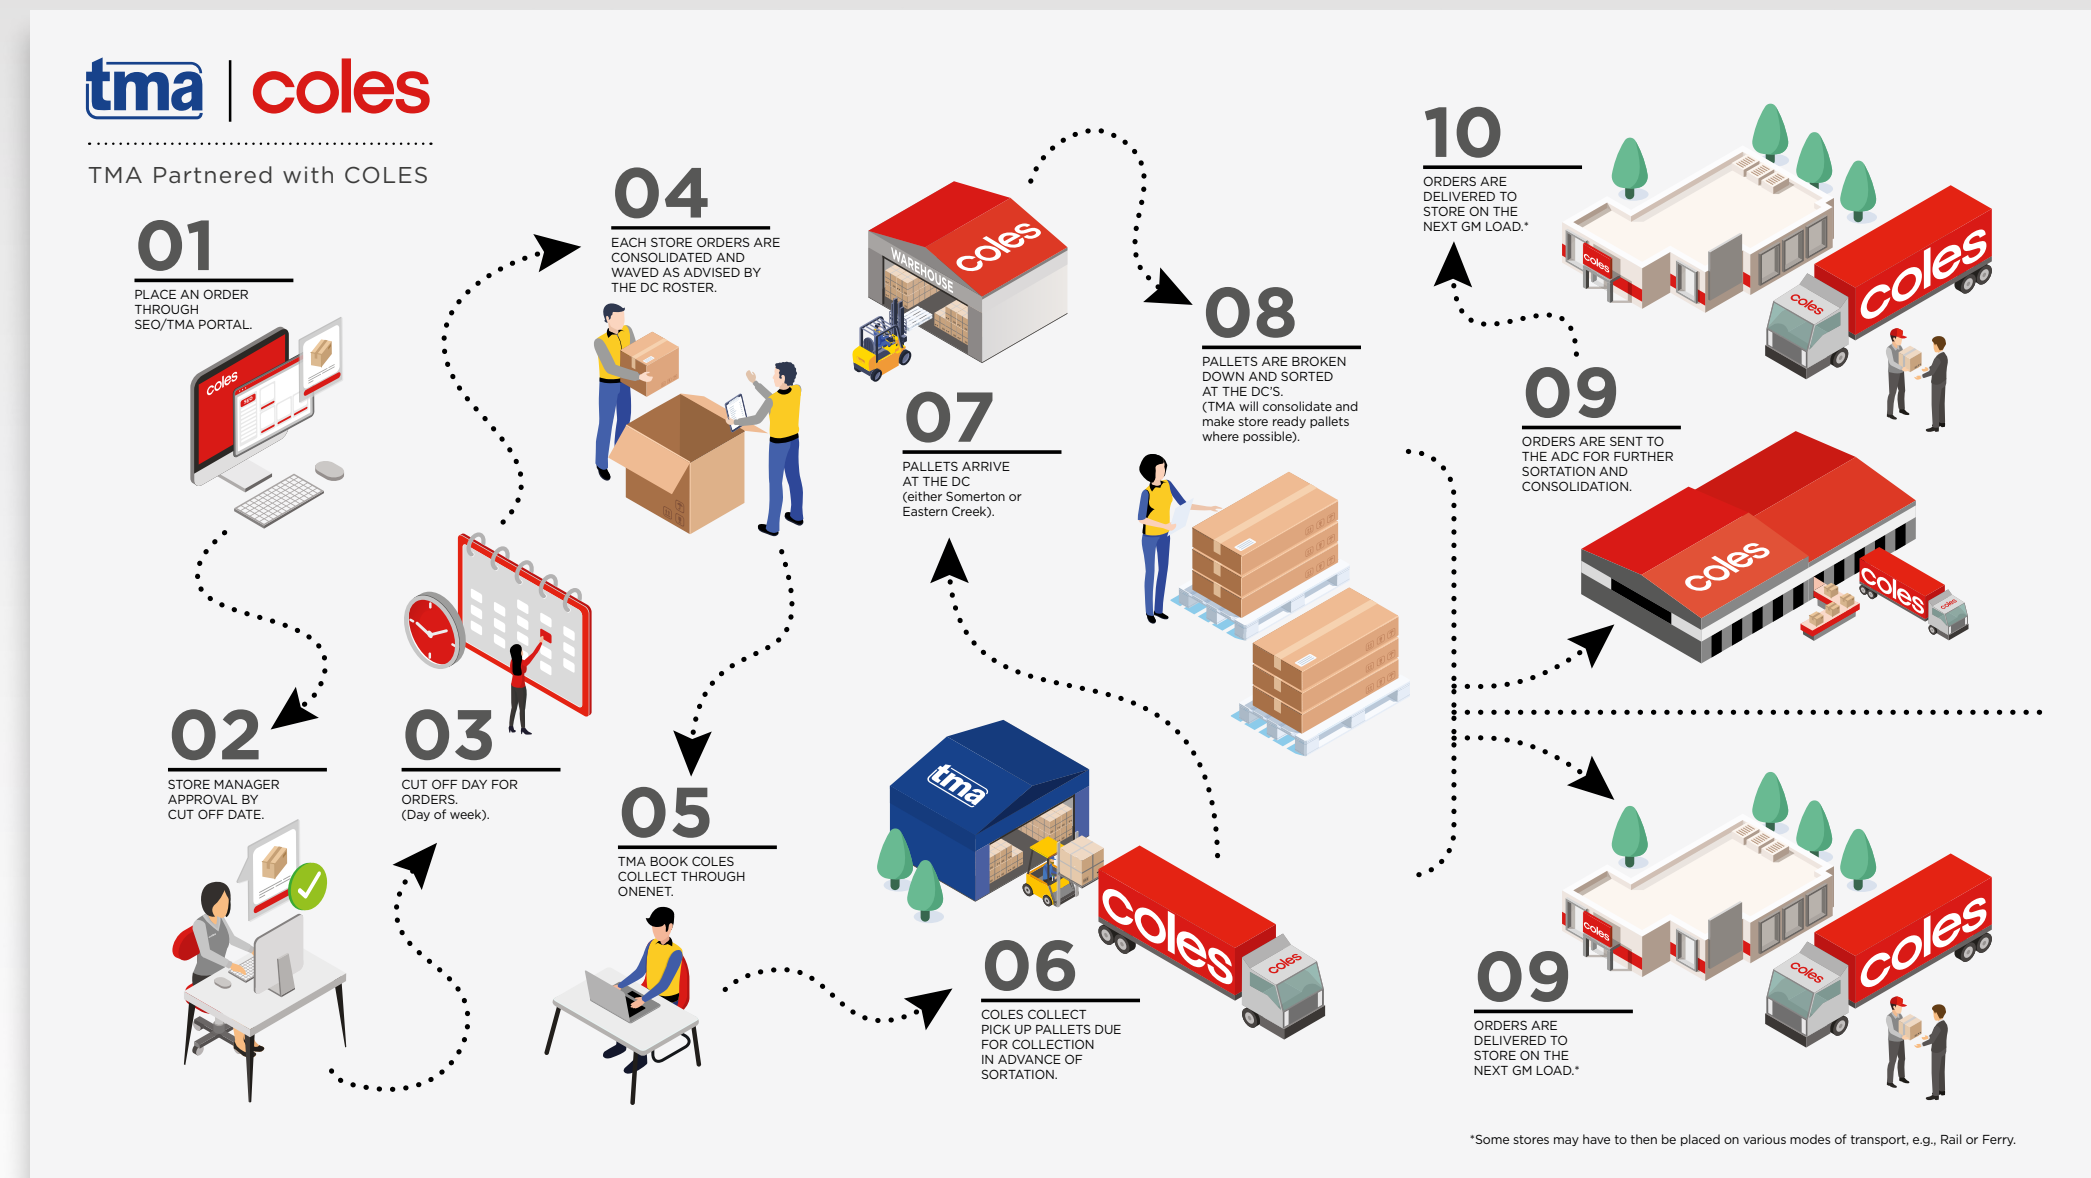 tma | coles
TMA Partnered with COLES
01
PLACE AN ORDER
THROUGH
SEO/TMA PORTAL.
coles
02
STORE MANAGER
APPROVAL BY
CUT OFF DATE.
03
CUT OFF DAY FOR
ORDERS.
(Day of week).
04
EACH STORE ORDERS ARE
CONSOLIDATED AND
WAVED AS ADVISED BY
THE DC ROSTER.
05
TMA BOOK COLES
COLLECT THROUGH
ONENET.
tma
coles
coles
06
COLES COLLECT
PICK UP PALLETS DUE
FOR COLLECTION
IN ADVANCE OF
SORTATION.
WAREHOUSE
coles
07
PALLETS ARRIVE
AT THE DC
(either Somerton or
Eastern Creek).
08
PALLETS ARE BROKEN
DOWN AND SORTED
AT THE DC'S.
(TMA will consolidate and
make store ready pallets
where possible).
09
ORDERS ARE SENT TO
THE ADC FOR FURTHER
SORTATION AND
CONSOLIDATION.
coles
coles
coles
10
ORDERS ARE
DELIVERED TO
STORE ON THE
NEXT GM LOAD.*
coles
coles
coles
09
ORDERS ARE
DELIVERED TO
STORE ON THE
NEXT GM LOAD.*
coles
coles
coles
*Some stores may have to then be placed on various modes of transport, e.g., Rail or Ferry.